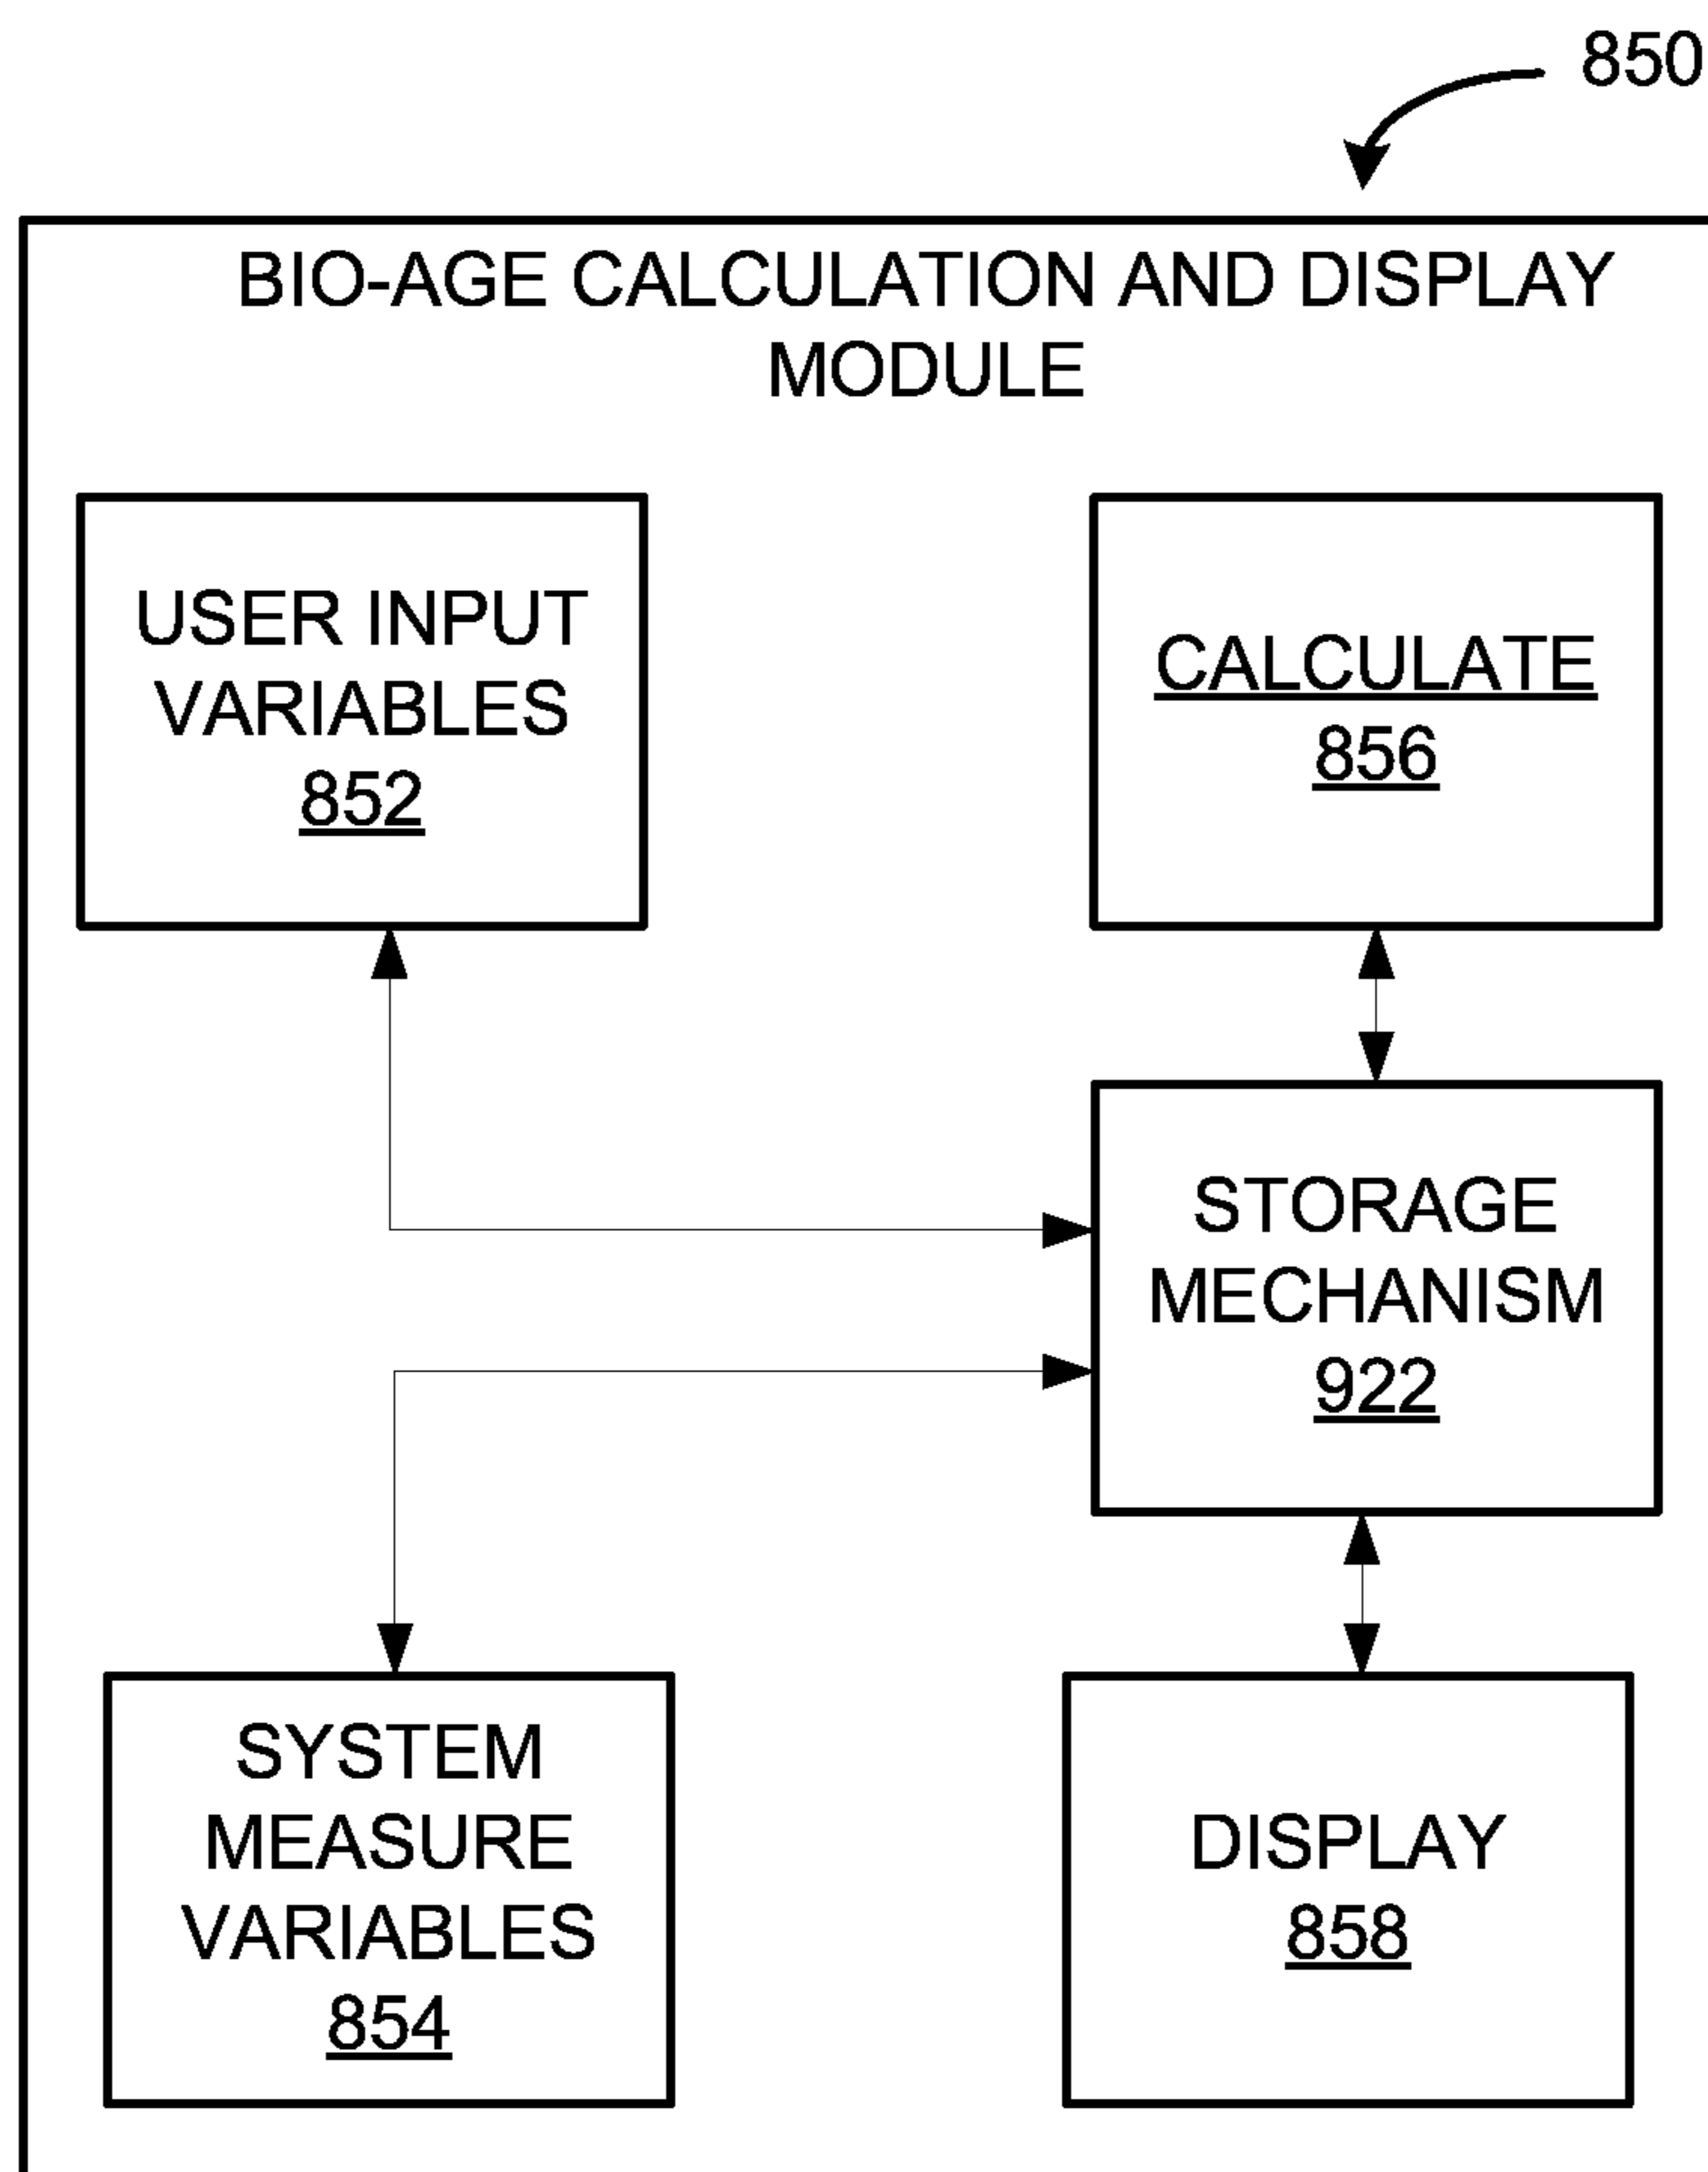 850
BIO-AGE CALCULATION AND DISPLAY
MODULE
USER INPUT
VARIABLES
852
CALCULATE
856
STORAGE
MECHANISM
922
SYSTEM
MEASURE
VARIABLES
854
DISPLAY
858